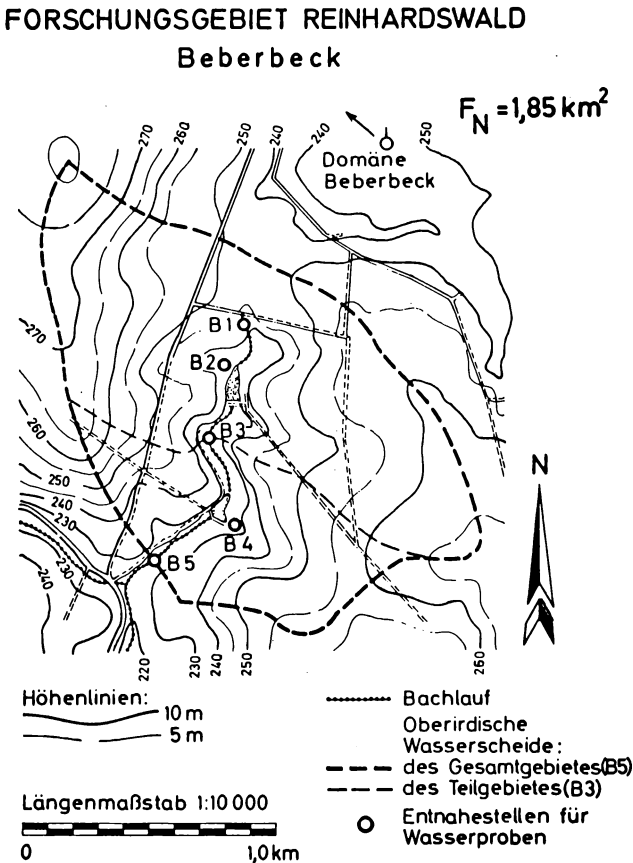 FORSCHUNGSGEBIET REINHARDSWALD
Beberbeck
F_N = 1,85 km²
270
260
250
240
240
250
Domäne
Beberbeck
B1
B2
B3
B4
B5
270
260
250
240
230
240
230
220
230
240
250
260
N
Höhenlinien:
10 m
5 m
Längenmaßstab 1:10 000
0 1,0 km
Bachlauf
Oberirdische
Wasserscheide:
des Gesamtgebietes(B5)
des Teilgebietes(B3)
Entnahestellen für
Wasserproben